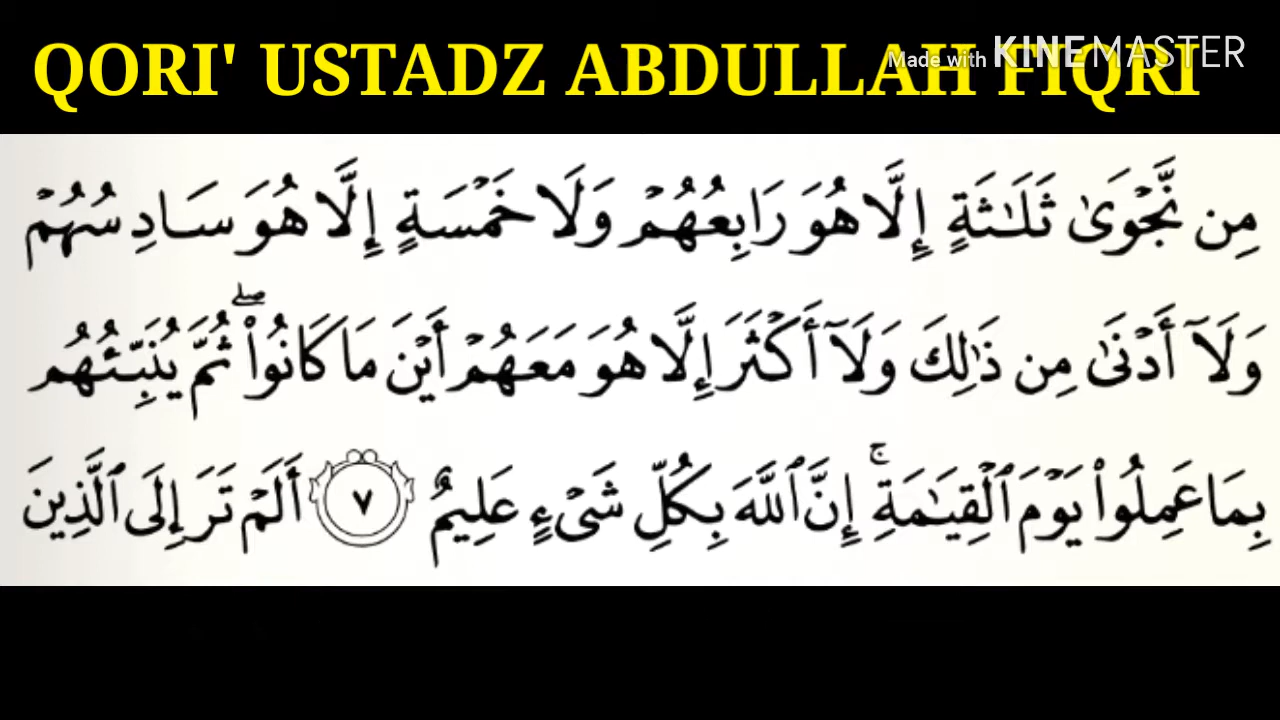 QORI' USTADZ ABDULLAH FIQRI
Made with KINEMASTER
مِن نَّجْوَىٰ ثَلَـٰثَةٍ إِلَّا هُوَ رَابِعُهُمْ وَلَا خَمْسَةٍ إِلَّا هُوَ سَادِسُهُمْ
وَلَآ أَدْنَىٰ مِن ذَٰلِكَ وَلَآ أَكْثَرَ إِلَّا هُوَ مَعَهُمْ أَيْنَ مَا كَانُوا۟ ۖ ثُمَّ يُنَبِّئُهُم
بِمَا عَمِلُوا۟ يَوْمَ ٱلْقِيَـٰمَةِ ۚ إِنَّ ٱللَّهَ بِكُلِّ شَىْءٍ عَلِيمٌ ٧ أَلَمْ تَرَ إِلَى ٱلَّذِينَ